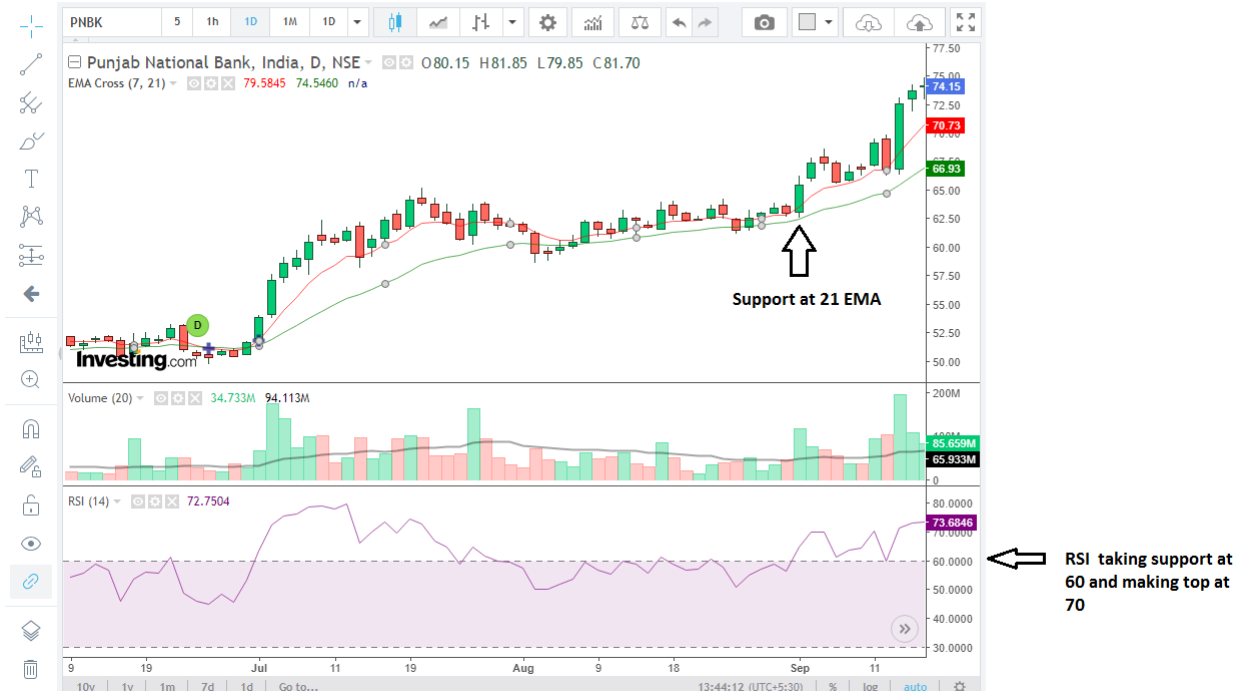 PNBK 5 1h 1D 1M 1D
Punjab National Bank, India, D, NSE O80.15 H81.85 L79.85 C81.70
EMA Cross (7, 21) 79.5845 74.5460 n/a
77.50
75.00
74.15
72.50
70.73
70.00
67.50
66.93
65.00
62.50
60.00
57.50
55.00
52.50
50.00
Support at 21 EMA
D
Investing.com
Volume (20) 34.733M 94.113M
200M
85.659M
65.933M
0
RSI (14) 72.7504
80.0000
73.6846
70.0000
60.0000
50.0000
40.0000
30.0000
RSI taking support at
60 and making top at
70
9 19 Jul 11 19 Aug 9 18 Sep 11
10y 1y 1m 7d 1d Go to... 13:44:12 (UTC+5:30) % log auto